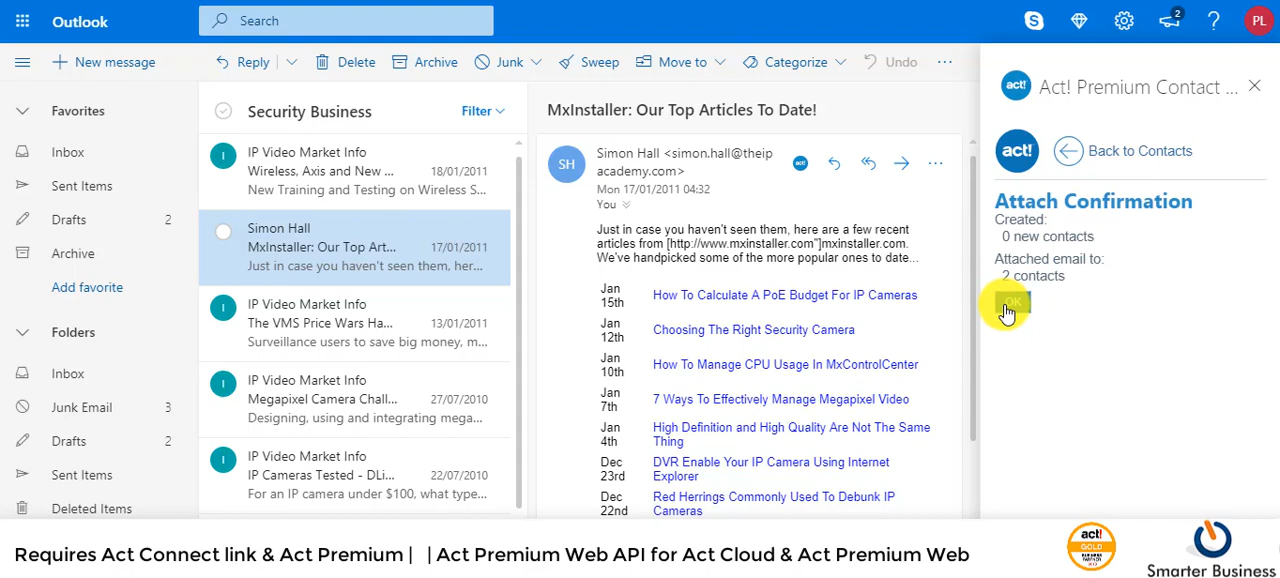 Outlook
Search
2
PL
New message
Reply
Delete
Archive
Junk
Sweep
Move to
Categorize
Undo
Favorites
Inbox
Sent Items
Drafts 2
Archive
Add favorite
Folders
Inbox
Junk Email 3
Drafts 2
Sent Items
Deleted Items
Security Business
Filter
I
IP Video Market Info
Wireless, Axis and New ... 18/01/2011
New Training and Testing on Wireless S...
Simon Hall
MxInstaller: Our Top Art... 17/01/2011
Just in case you haven't seen them, her...
I
IP Video Market Info
The VMS Price Wars Ha... 13/01/2011
Surveillance users to save big money, m...
I
IP Video Market Info
Megapixel Camera Chall... 27/07/2010
Designing, using and integrating mega...
I
IP Video Market Info
IP Cameras Tested - DLi... 22/07/2010
For an IP camera under $100, what type...
MxInstaller: Our Top Articles To Date!
SH
Simon Hall <simon.hall@theip
academy.com>
Mon 17/01/2011 04:32
You
act!
Just in case you haven't seen them, here are a few recent
articles from [http://www.mxinstaller.com"]mxinstaller.com.
We've handpicked some of the more popular ones to date...
Jan
15th
How To Calculate A PoE Budget For IP Cameras
Jan
12th
Choosing The Right Security Camera
Jan
10th
How To Manage CPU Usage In MxControlCenter
Jan
7th
7 Ways To Effectively Manage Megapixel Video
Jan
4th
High Definition and High Quality Are Not The Same
Thing
Dec
23rd
DVR Enable Your IP Camera Using Internet
Explorer
Dec
22nd
Red Herrings Commonly Used To Debunk IP
Cameras
act!
Act! Premium Contact ...
act!
Back to Contacts
Attach Confirmation
Created:
0 new contacts
Attached email to:
2 contacts
OK
Requires Act Connect link & Act Premium | | Act Premium Web API for Act Cloud & Act Premium Web
act!
GOLD
Smarter Business